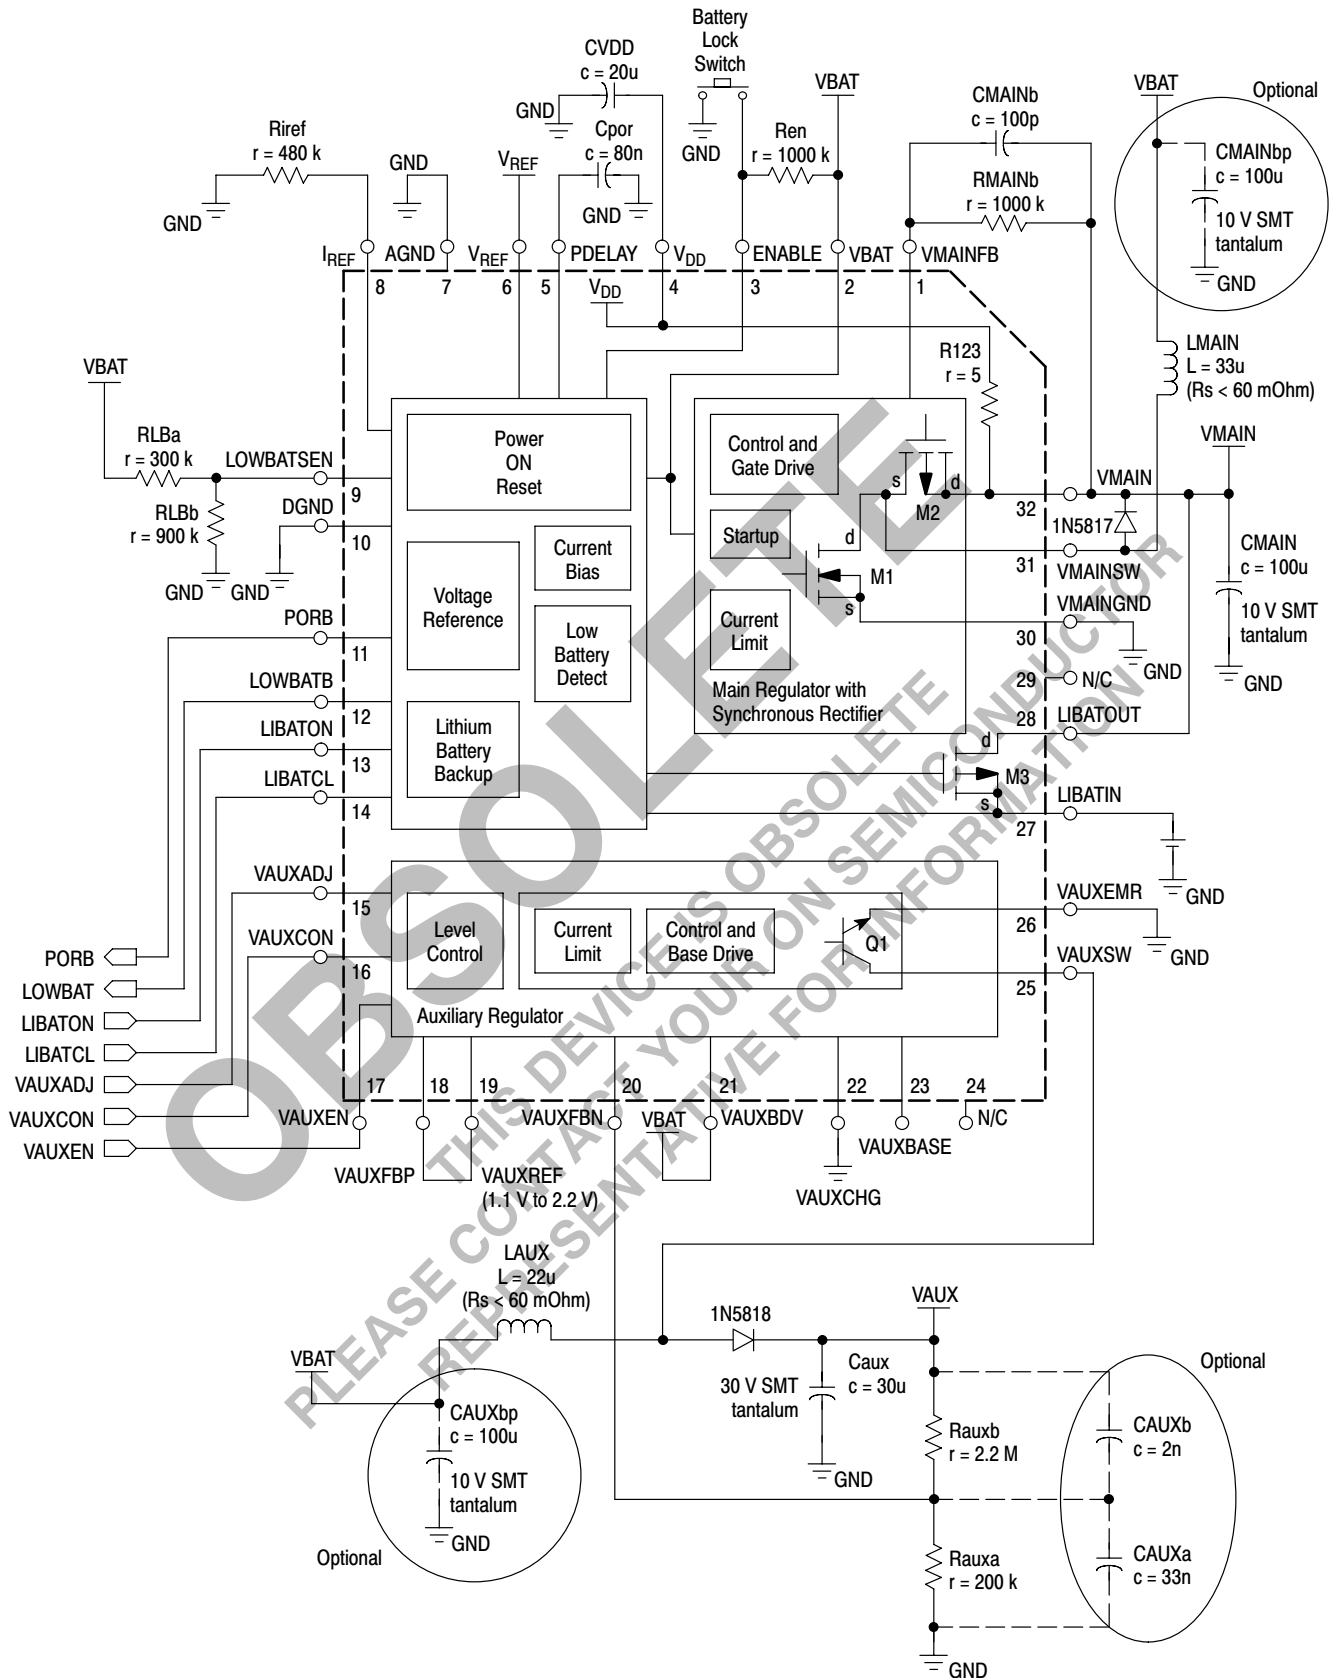 Battery
Lock
Switch
CVDD
c = 20u
VBAT
CMAINb
c = 100p
VBAT
Optional
GND
Riref
r = 480 k
Cpor
c = 80n
GND
Ren
r = 1000 k
RMAINb
r = 1000 k
CMAINbp
c = 100u
10 V SMT
tantalum
GND
GND
VREF
GND
GND
IREF
AGND
VREF
PDELAY
VDD
ENABLE
VBAT
VMAINFB
8
7
6
5
4
3
2
1
VDD
R123
r = 5
LMAIN
L = 33u
(Rs < 60 mOhm)
VBAT
RLBa
r = 300 k
LOWBATSEN
9
RLBb
r = 900 k
DGND
10
GND
GND
PORB
11
LOWBATB
12
LIBATON
13
LIBATCL
14
Power
ON
Reset
Current
Bias
Voltage
Reference
Low
Battery
Detect
Lithium
Battery
Backup
Control and
Gate Drive
Startup
Current
Limit
Main Regulator with
Synchronous Rectifier
s
d
M2
d
M1
s
VMAIN
VMAIN
32
1N5817
31
VMAINSW
CMAIN
c = 100u
10 V SMT
tantalum
GND
VMAINGND
30
GND
29
N/C
28
LIBATOUT
d
M3
s
LIBATIN
27
GND
VAUXADJ
15
VAUXCON
16
Level
Control
Current
Limit
Control and
Base Drive
Q1
Auxiliary Regulator
VAUXEMR
26
GND
VAUXSW
25
PORB
LOWBAT
LIBATON
LIBATCL
VAUXADJ
VAUXCON
VAUXEN
17
18
19
20
21
22
23
24
VAUXEN
VAUXFBP
VAUXREF
(1.1 V to 2.2 V)
VAUXFBN
VBAT
VAUXBDV
VAUXCHG
VAUXBASE
N/C
LAUX
L = 22u
(Rs < 60 mOhm)
1N5818
VAUX
VBAT
CAUXbp
c = 100u
10 V SMT
tantalum
GND
Optional
30 V SMT
tantalum
Caux
c = 30u
GND
Rauxb
r = 2.2 M
Rauxa
r = 200 k
GND
Optional
CAUXb
c = 2n
CAUXa
c = 33n
OBSOLETE
THIS DEVICE IS OBSOLETE
PLEASE CONTACT YOUR ON SEMICONDUCTOR
REPRESENTATIVE FOR INFORMATION